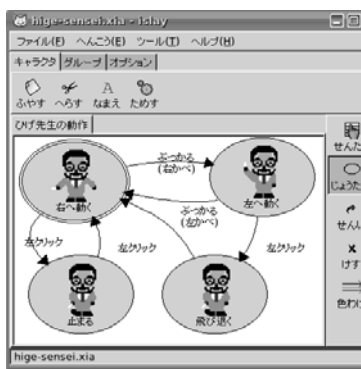 hige-sensei.xia - islay
ファイル(F) へんこう(E) ツール(T) ヘルプ(H)
キャラクタ グループ オプション
ふやす へらす なまえ ためす
ひげ先生の動作
せんた
じょうた
せんい
けす
色わけ
ぶつかる
(右かべ)
右へ動く
左へ動く
ぶつかる
(左かべ)
左クリック
左クリック
左クリック
止まる
飛び退く
hige-sensei.xia